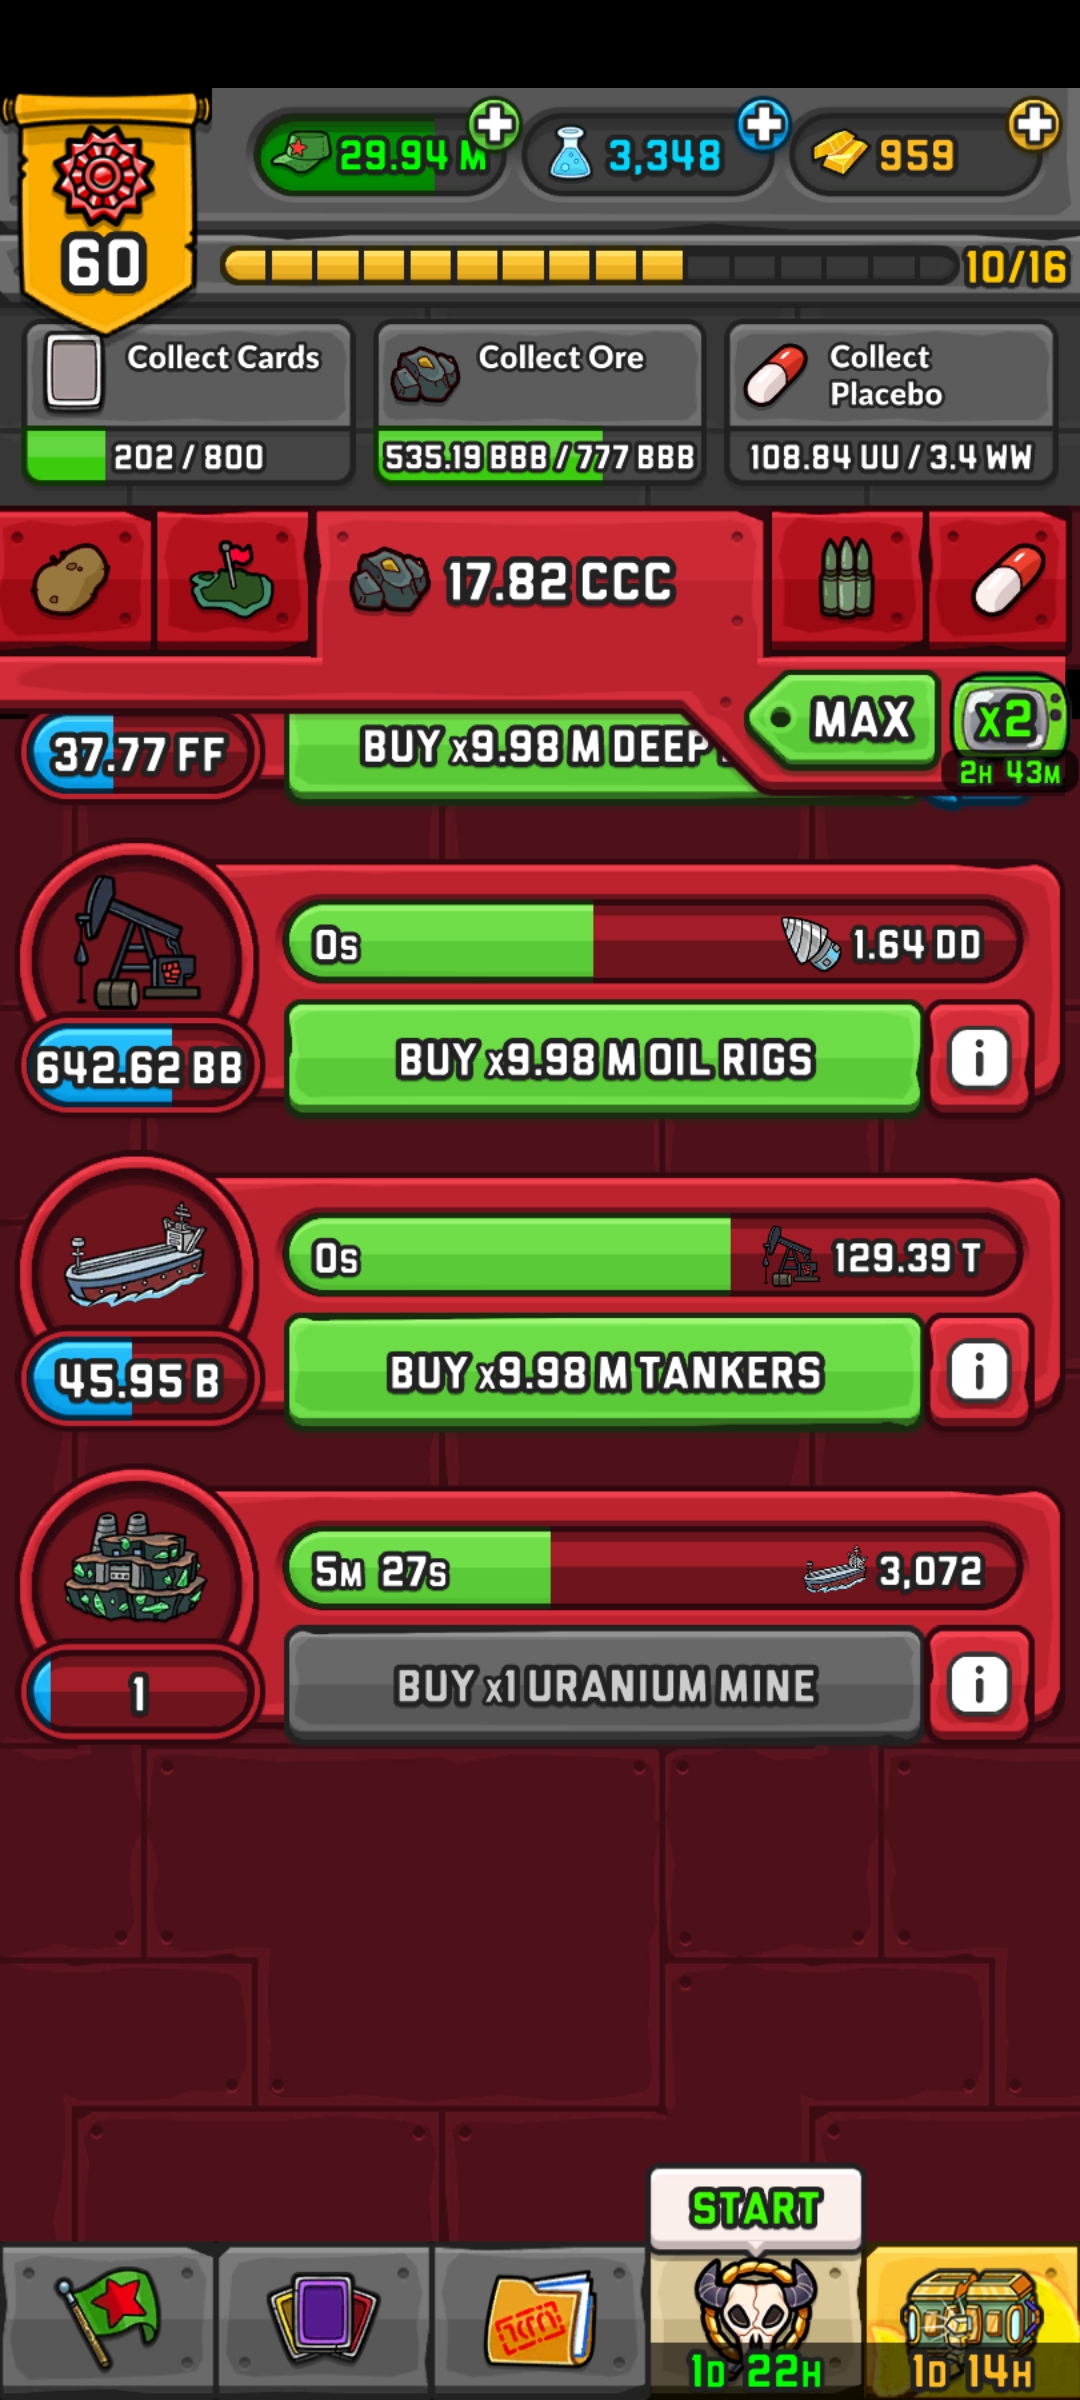 60
29.94 M
3,348
959
10/16
Collect Cards
202 / 800
Collect Ore
535.19 BBB / 777 BBB
Collect
Placebo
108.84 UU / 3.4 WW
17.82 CCC
MAX
x2
2H 43M
37.77 FF
BUY x9.98 M DEEP
0s
1.64 DD
642.62 BB
BUY x9.98 M OIL RIGS
i
0s
129.39 T
45.95 B
BUY x9.98 M TANKERS
i
5M 27s
3,072
1
BUY x1 URANIUM MINE
i
START
1D 22H
1D 14H